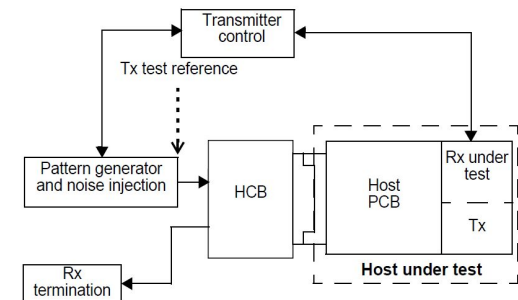 Transmitter
control
Tx test reference
Pattern generator
and noise injection
HCB
Host
PCB
Rx under
test
Tx
Host under test
Rx
termination